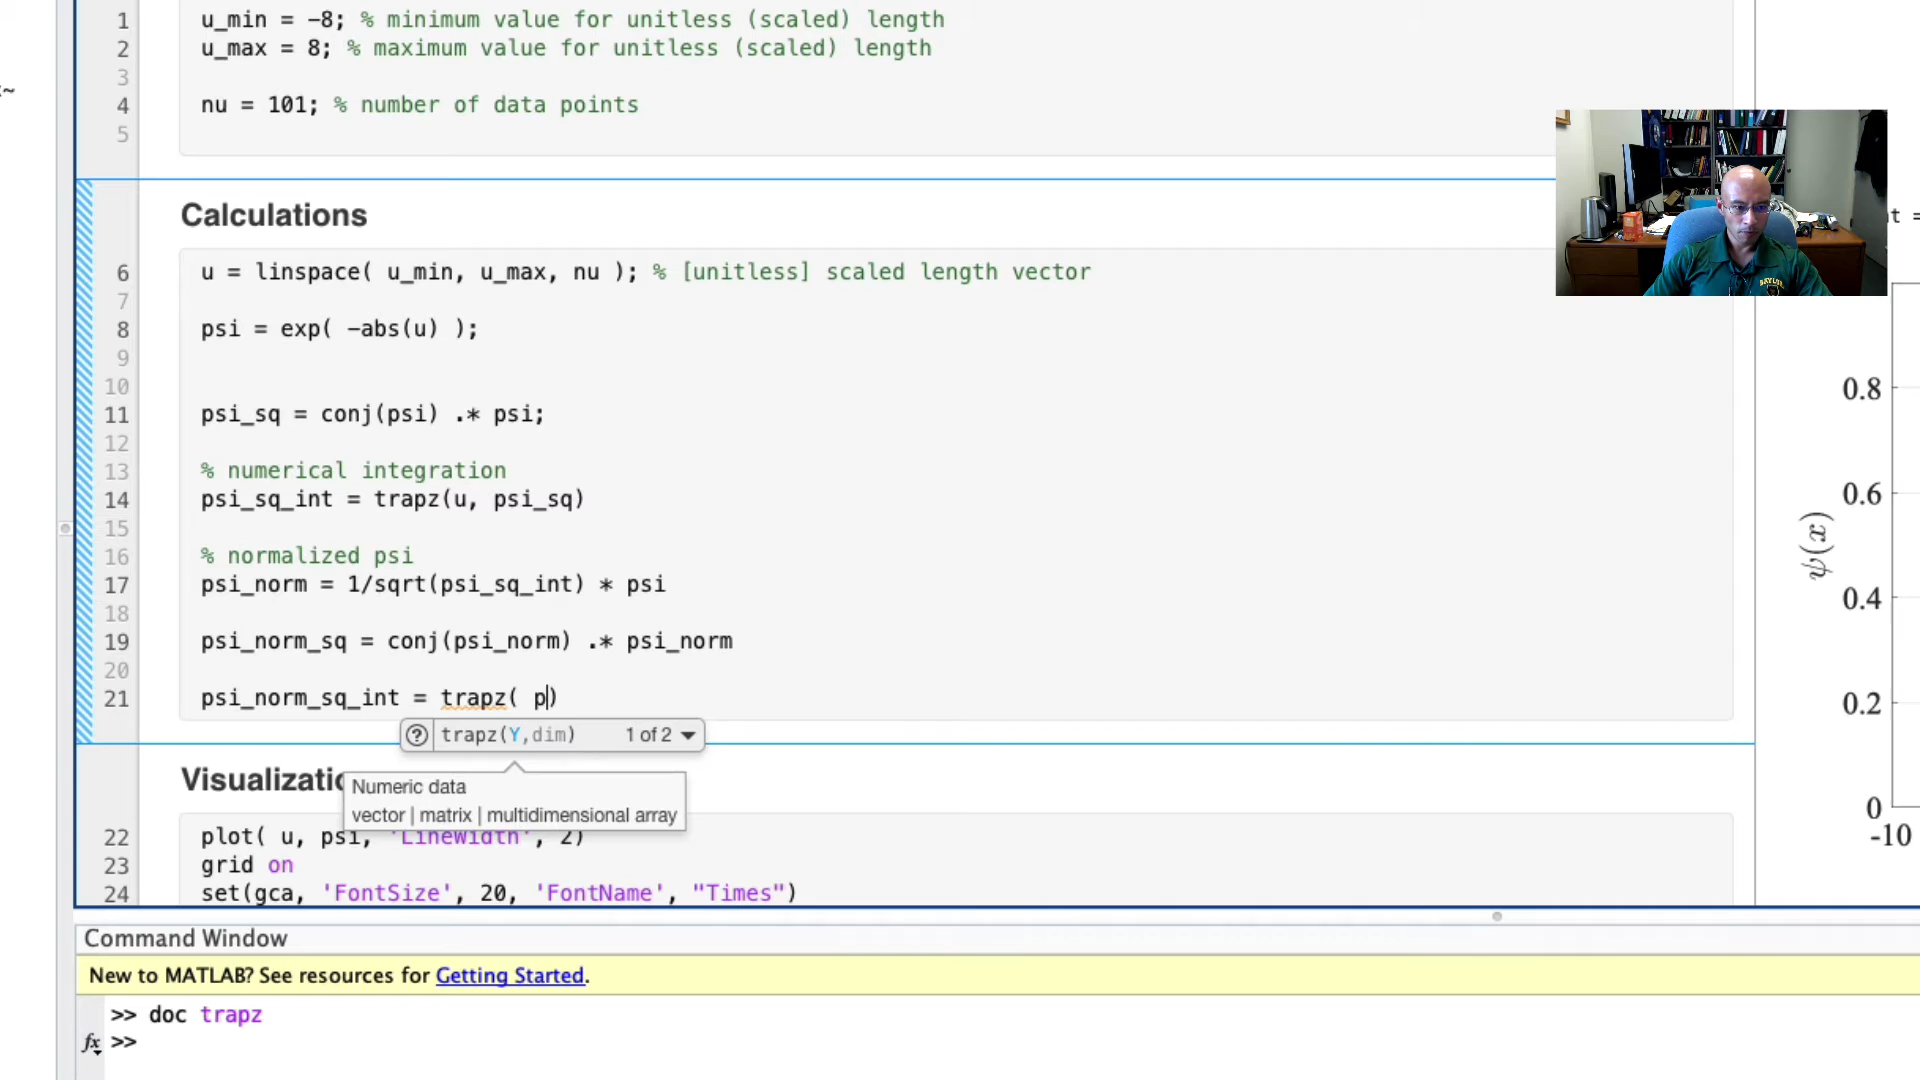 1 u_min = -8; % minimum value for unitless (scaled) length
2 u_max = 8; % maximum value for unitless (scaled) length
3
4 nu = 101; % number of data points
5
Calculations
6 u = linspace( u_min, u_max, nu ); % [unitless] scaled length vector
7
8 psi = exp( -abs(u) );
9
10
11 psi_sq = conj(psi) .* psi;
12
13 % numerical integration
14 psi_sq_int = trapz(u, psi_sq)
15
16 % normalized psi
17 psi_norm = 1/sqrt(psi_sq_int) * psi
18
19 psi_norm_sq = conj(psi_norm) .* psi_norm
20
21 psi_norm_sq_int = trapz( p)
trapz(Y,dim) 1 of 2
Numeric data
vector | matrix | multidimensional array
22 plot( u, psi, 'LineWidth', 2)
23 grid on
24 set(gca, 'FontSize', 20, 'FontName', "Times")
t =
0.8
0.6
ψ(x)
0.4
0.2
0
-10
Command Window
New to MATLAB? See resources for Getting Started.
>> doc trapz
fx >>